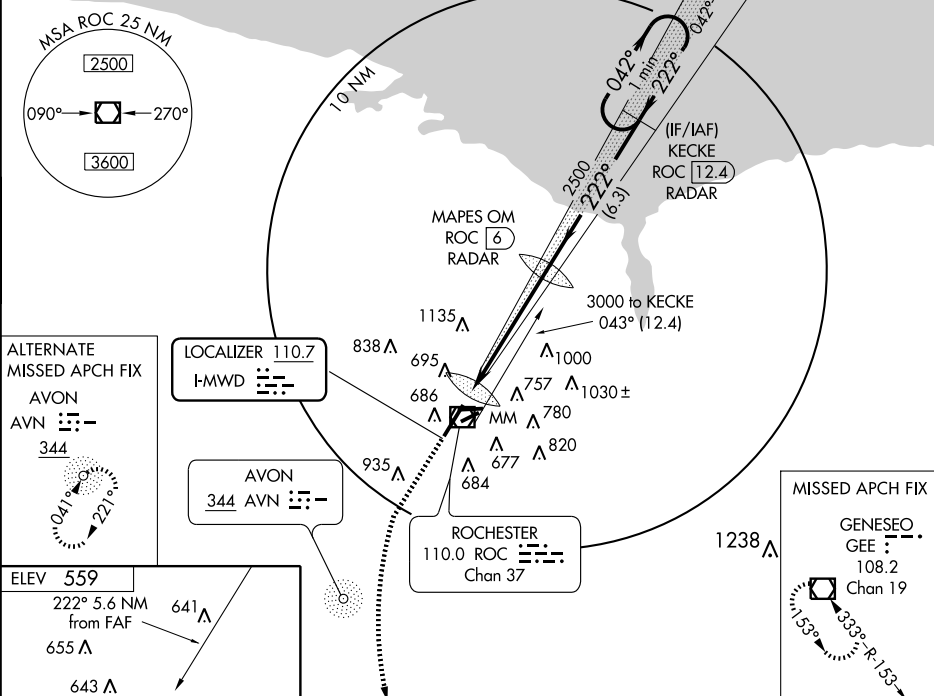 MSA ROC 25 NM
2500
090°
270°
3600
10 NM
042°
1 min
222°
042°
(IF/IAF)
KECKE
ROC 12.4
RADAR
2500
222°
(6.3)
MAPES OM
ROC 6
RADAR
3000 to KECKE
043° (12.4)
1135
838
695
686
1000
757
1030 ±
MM
780
820
677
684
935
LOCALIZER 110.7
I-MWD
ALTERNATE
MISSED APCH FIX
AVON
AVN
344
041°
221°
AVON
344 AVN
ROCHESTER
110.0 ROC
Chan 37
1238
MISSED APCH FIX
GENESEO
GEE
108.2
Chan 19
153°
333°
R-153
ELEV 559
222° 5.6 NM
from FAF
641
655
643